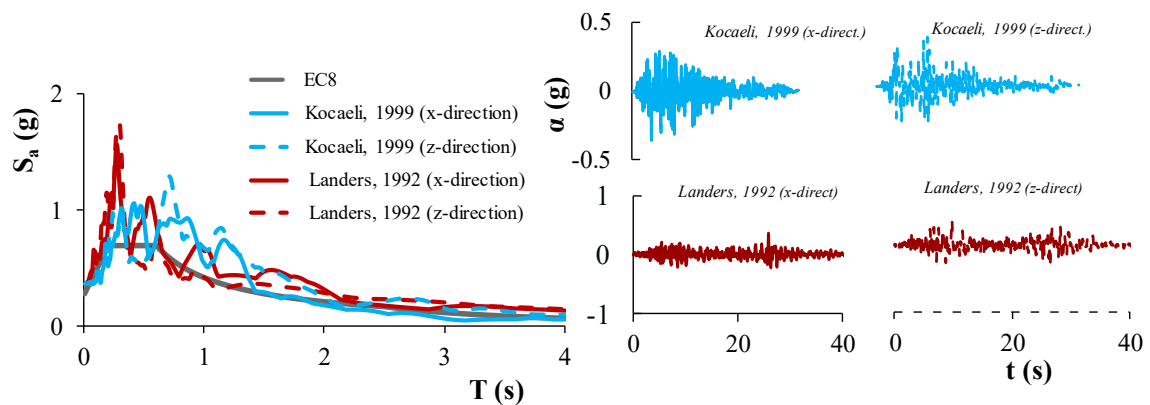 EC8
Kocaeli, 1999 (x-direction)
Kocaeli, 1999 (z-direction)
Landers, 1992 (x-direction)
Landers, 1992 (z-direction)
Sa (g)
2
1
0
0
1
2
3
4
T (s)
Kocaeli, 1999 (x-direct.)
Kocaeli, 1999 (z-direct.)
α (g)
0.5
0
-0.5
Landers, 1992 (x-direct)
Landers, 1992 (z-direct)
1
0
-1
0
20
40
0
20
40
t (s)